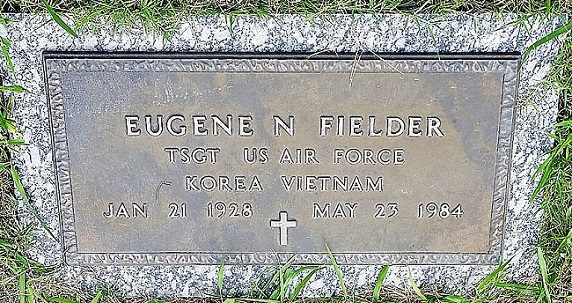 EUGENE N FIELDER
TSGT US AIR FORCE
KOREA VIETNAM
JAN 21 1928 MAY 23 1984